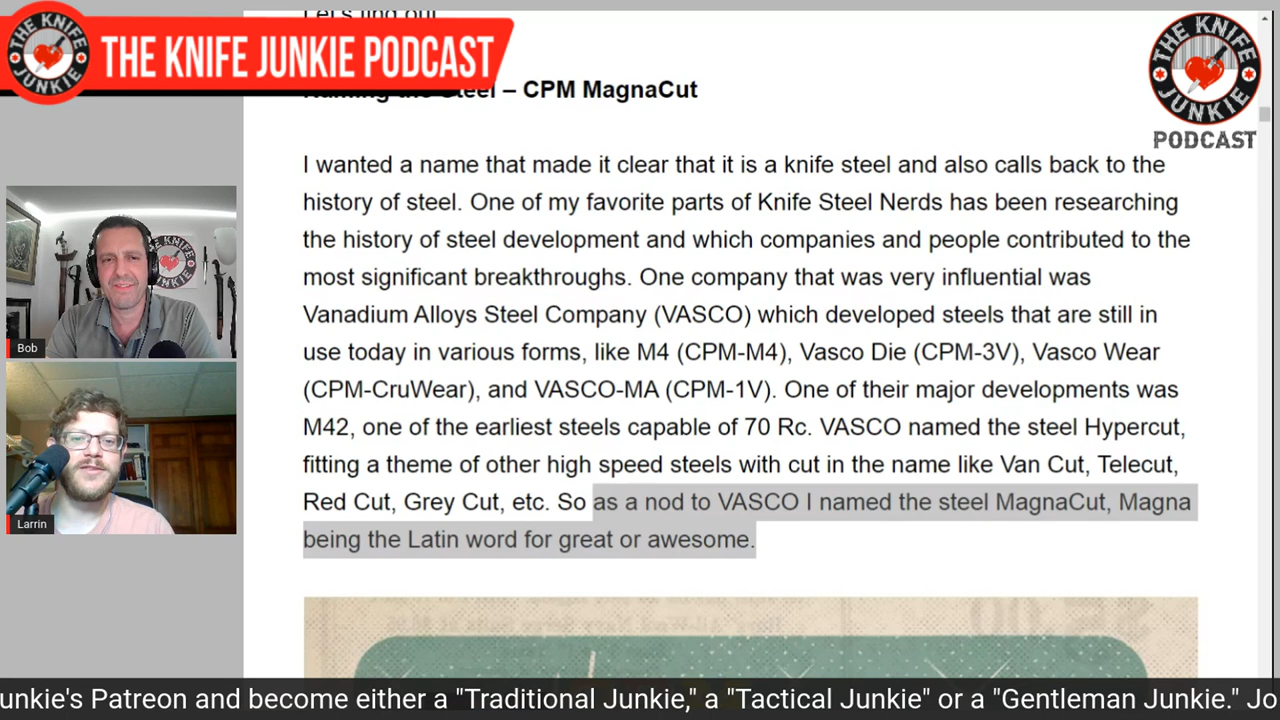 Let's find out.
THE KNIFE JUNKIE PODCAST
THE KNIFE JUNKIE
THE KNIFE JUNKIE
PODCAST
Naming the Steel – CPM MagnaCut
I wanted a name that made it clear that it is a knife steel and also calls back to the
history of steel. One of my favorite parts of Knife Steel Nerds has been researching
the history of steel development and which companies and people contributed to the
most significant breakthroughs. One company that was very influential was
Vanadium Alloys Steel Company (VASCO) which developed steels that are still in
use today in various forms, like M4 (CPM-M4), Vasco Die (CPM-3V), Vasco Wear
(CPM-CruWear), and VASCO-MA (CPM-1V). One of their major developments was
M42, one of the earliest steels capable of 70 Rc. VASCO named the steel Hypercut,
fitting a theme of other high speed steels with cut in the name like Van Cut, Telecut,
Red Cut, Grey Cut, etc. So as a nod to VASCO I named the steel MagnaCut, Magna
being the Latin word for great or awesome.
THE KNIFE JUNKIE
Bob
Larrin
unkie's Patreon and become either a "Traditional Junkie," a "Tactical Junkie" or a "Gentleman Junkie." Jo